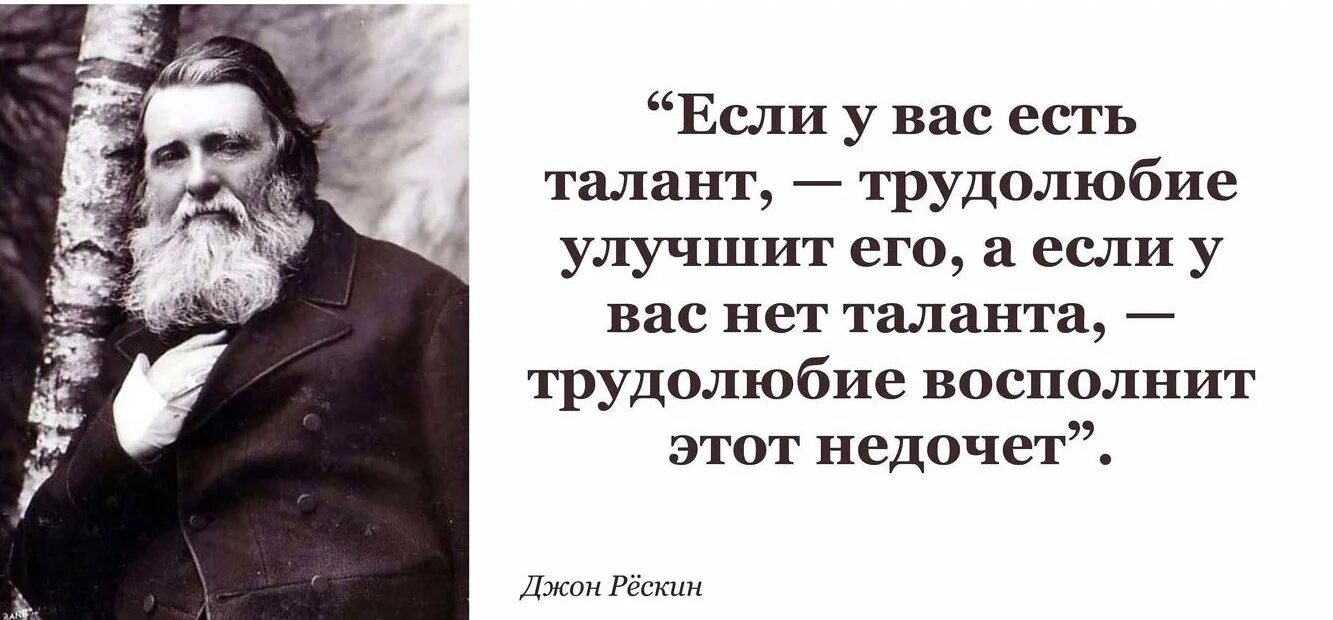 “Если у вас есть
талант, — трудолюбие
улучшит его, а если у
вас нет таланта, —
трудолюбие восполнит
этот недочет”.
Джон Рёскин